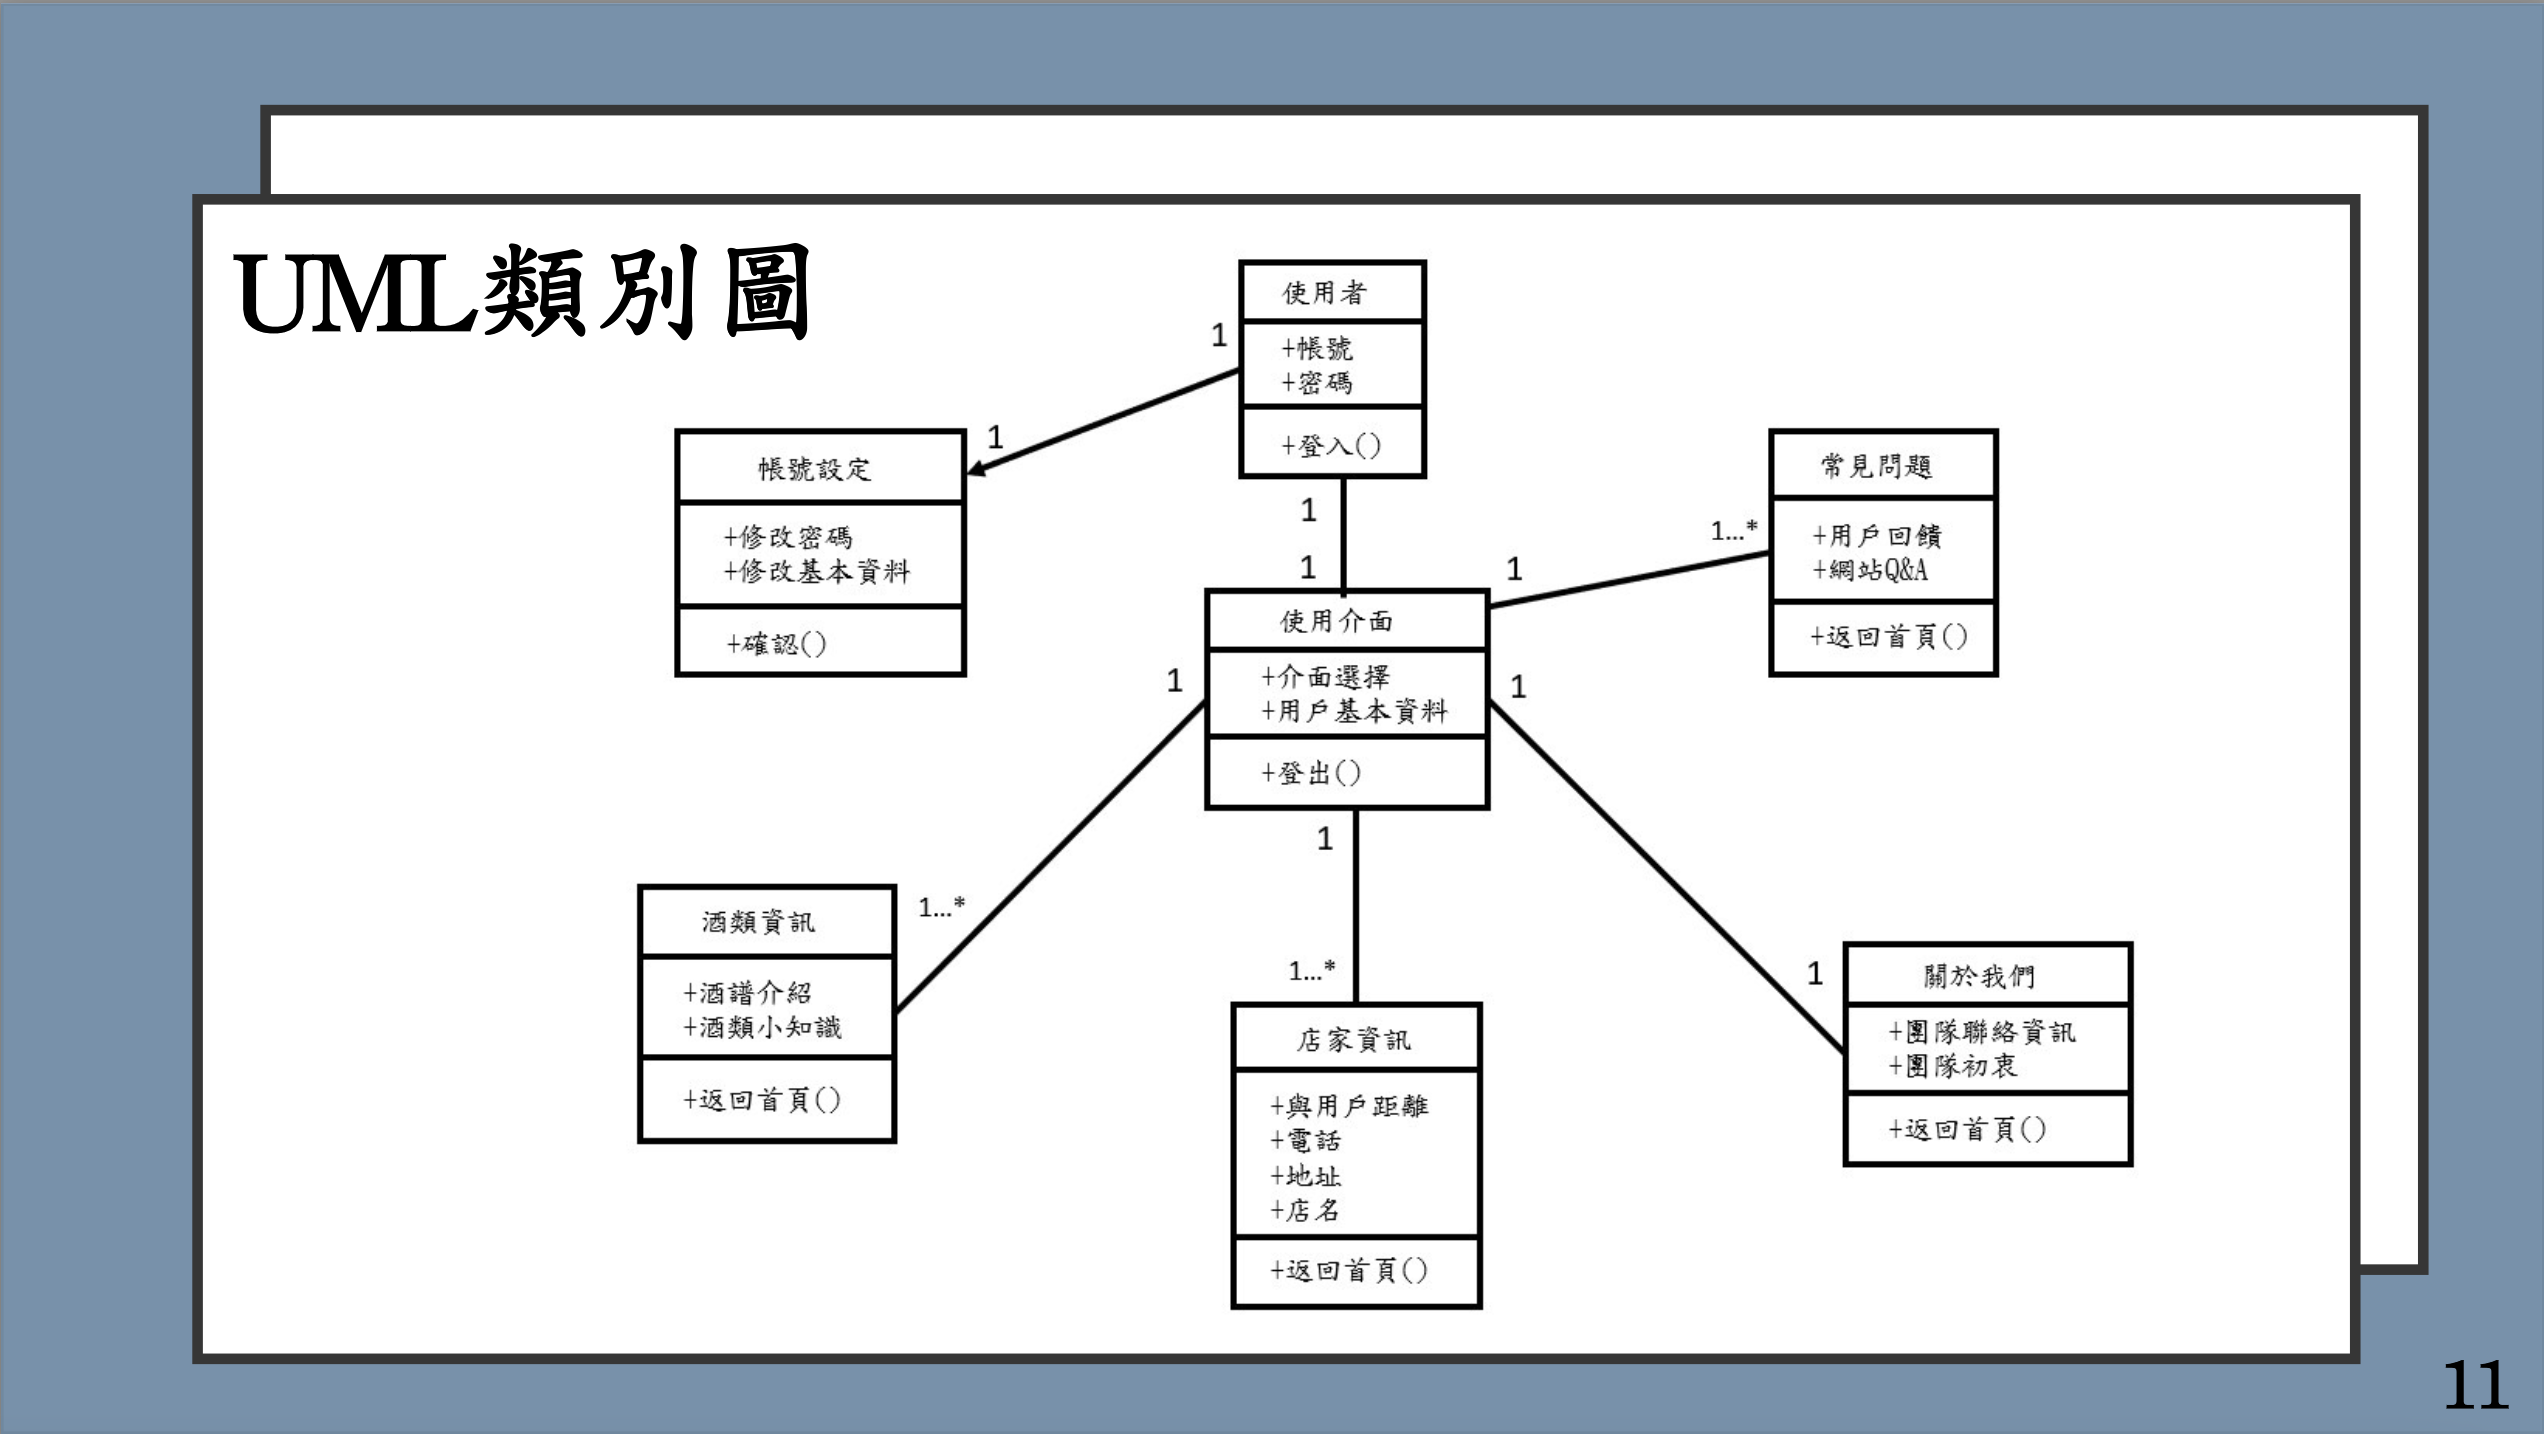 UML類別圖
使用者
+帳號
+密碼
+登入()
1
1
帳號設定
+修改密碼
+修改基本資料
+確認()
1
1
使用介面
+介面選擇
+用戶基本資料
+登出()
1
1...*
常見問題
+用戶回饋
+網站Q&A
+返回首頁()
1
1...*
酒類資訊
+酒譜介紹
+酒類小知識
+返回首頁()
1
1...*
店家資訊
+與用戶距離
+電話
+地址
+店名
+返回首頁()
1
1
關於我們
+團隊聯絡資訊
+團隊初衷
+返回首頁()
11